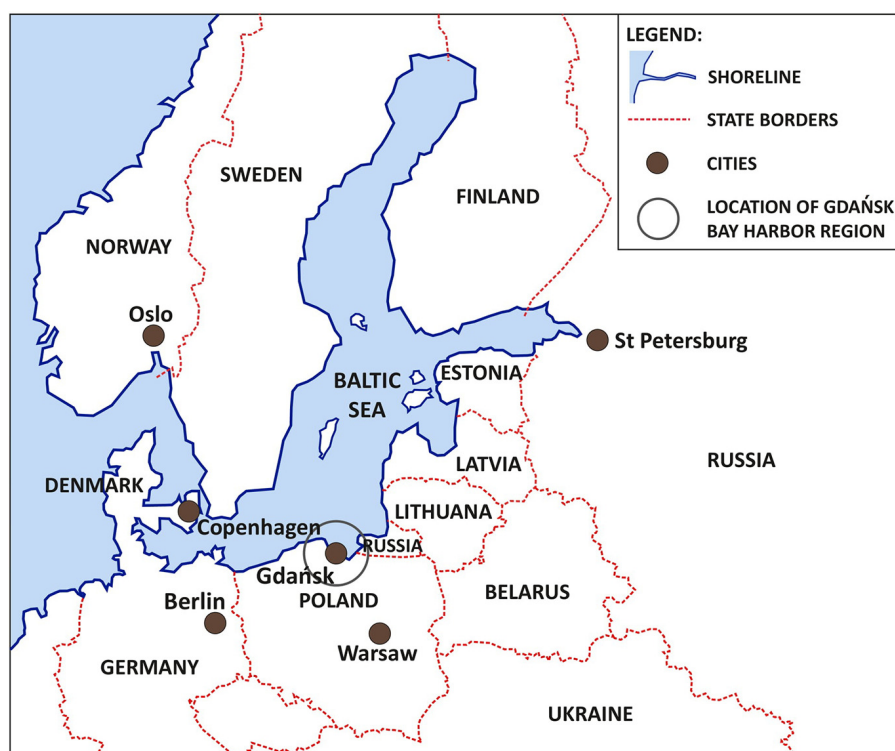 LEGEND:
SHORELINE
STATE BORDERS
CITIES
LOCATION OF GDAŃSK
BAY HARBOR REGION
SWEDEN
FINLAND
NORWAY
Oslo
St Petersburg
BALTIC
SEA
ESTONIA
LATVIA
RUSSIA
DENMARK
LITHUANA
Copenhagen
RUSSIA
Gdańsk
POLAND
BELARUS
Berlin
Warsaw
GERMANY
UKRAINE